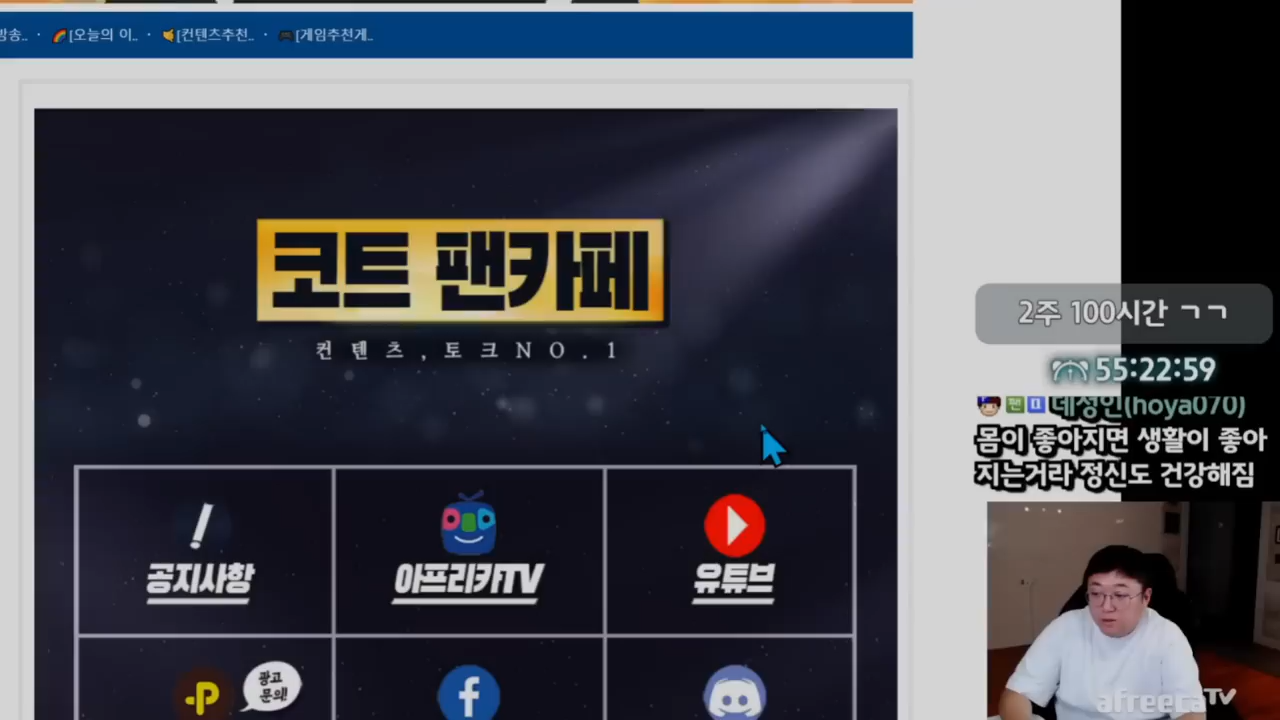 방송.. · [오늘의 이.. · [컨텐츠추천.. · [게임추천게..
코트 팬카페
컨텐츠,토크NO.1
공지사항
아프리카TV
유튜브
광고
문의!
2주 100시간 ㄱㄱ
55:22:59
팬 데정인(hoya070)
몸이 좋아지면 생활이 좋아
지는거라 정신도 건강해짐
afreecaTV